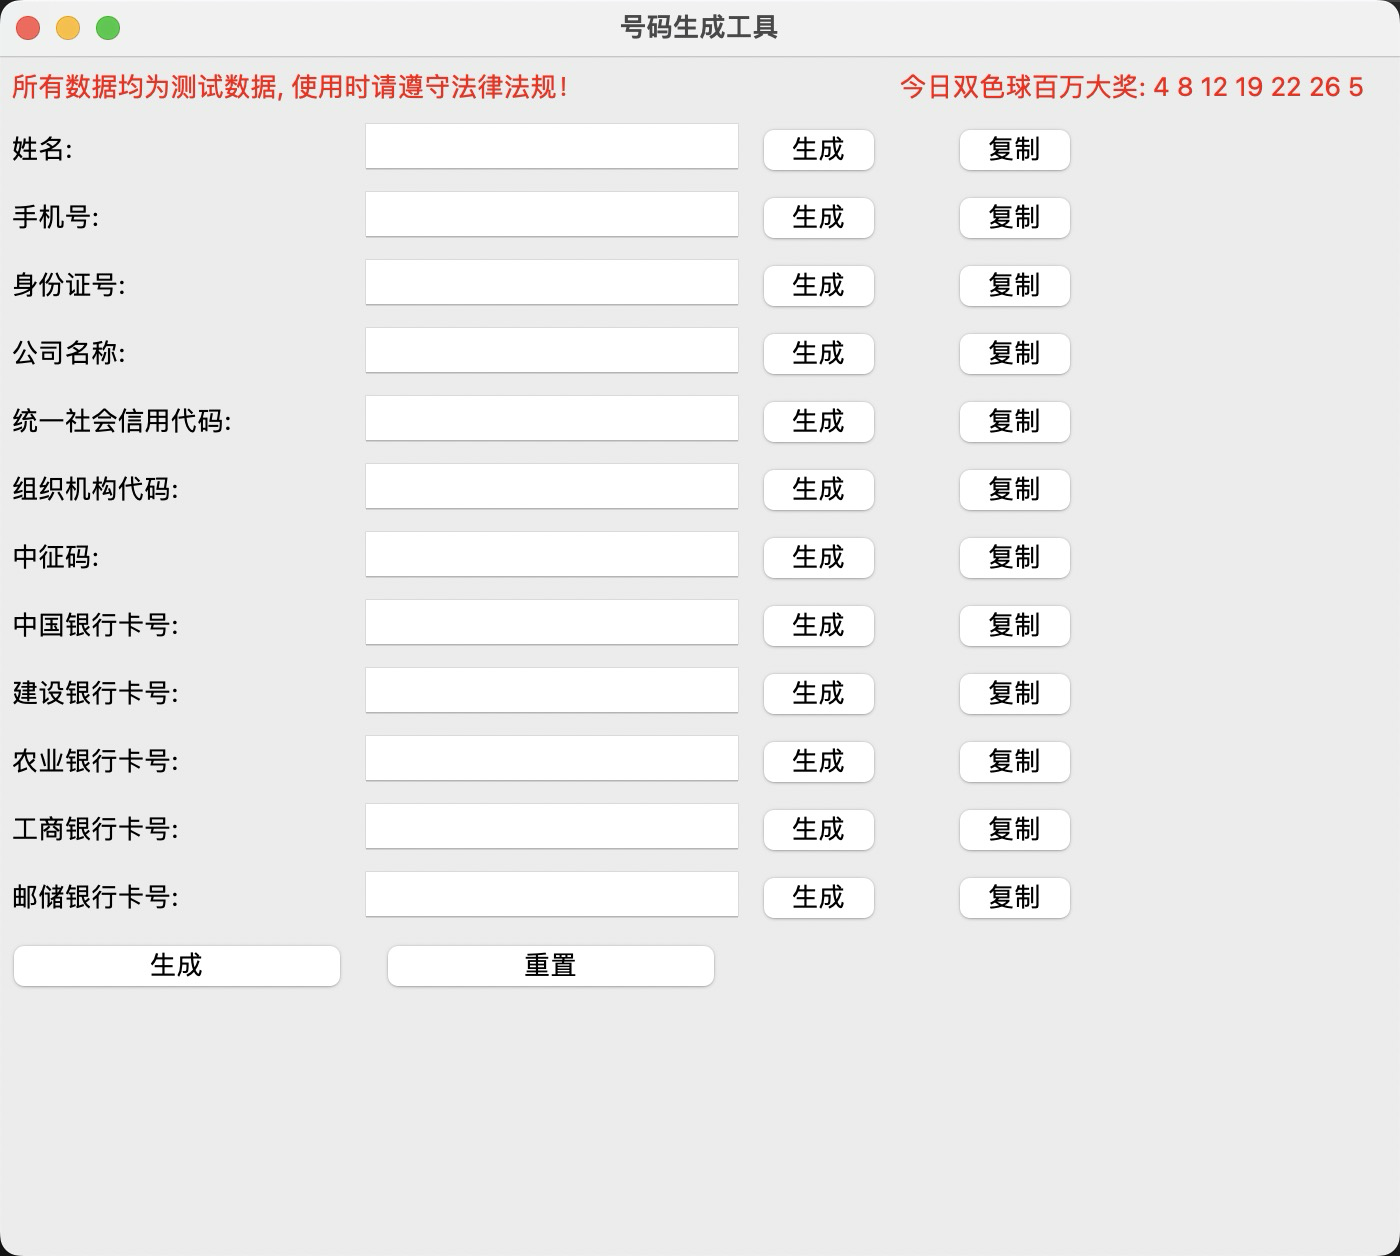 号码生成工具
所有数据均为测试数据, 使用时请遵守法律法规! 今日双色球百万大奖: 4 8 12 19 22 26 5
姓名: 生成 复制
手机号: 生成 复制
身份证号: 生成 复制
公司名称: 生成 复制
统一社会信用代码: 生成 复制
组织机构代码: 生成 复制
中征码: 生成 复制
中国银行卡号: 生成 复制
建设银行卡号: 生成 复制
农业银行卡号: 生成 复制
工商银行卡号: 生成 复制
邮储银行卡号: 生成 复制
生成 重置